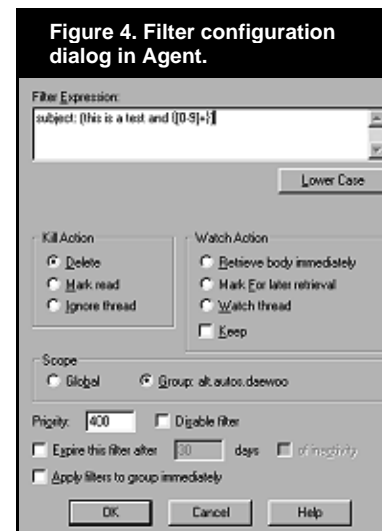 Figure 4. Filter configuration
dialog in Agent.
Filter Expression:
subject: (this is a test and {[0-9]+}
Lower Case
Kill Action
Delete
Mark read
Ignore thread
Watch Action
Retrieve body immediately
Mark For later retrieval
Watch thread
Keep
Scope
Global
Group: alt.autos.daewoo
Priority: 400
Disable filter
Expire this filter after 30 days of inactivity
Apply filters to group immediately
OK
Cancel
Help